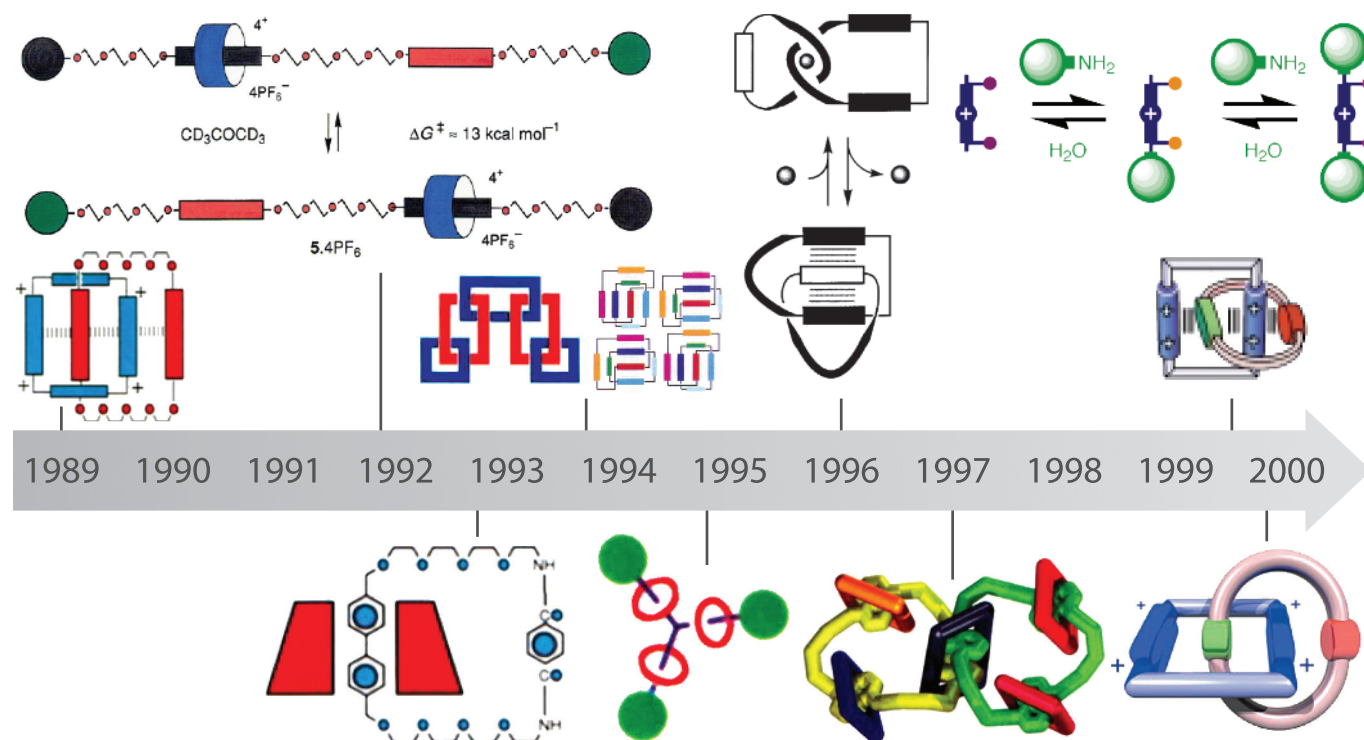 4+
4PF6−
CD3COCD3
ΔG‡ ≈ 13 kcal mol−1
4+
4PF6−
5.4PF6
NH2
H2O
NH2
H2O
+
+
+
+
+
+
+
+
+
+
+
+
+
1989 1990 1991 1992 1993 1994 1995 1996 1997 1998 1999 2000
NH
C
C
NH
+
+
+
+